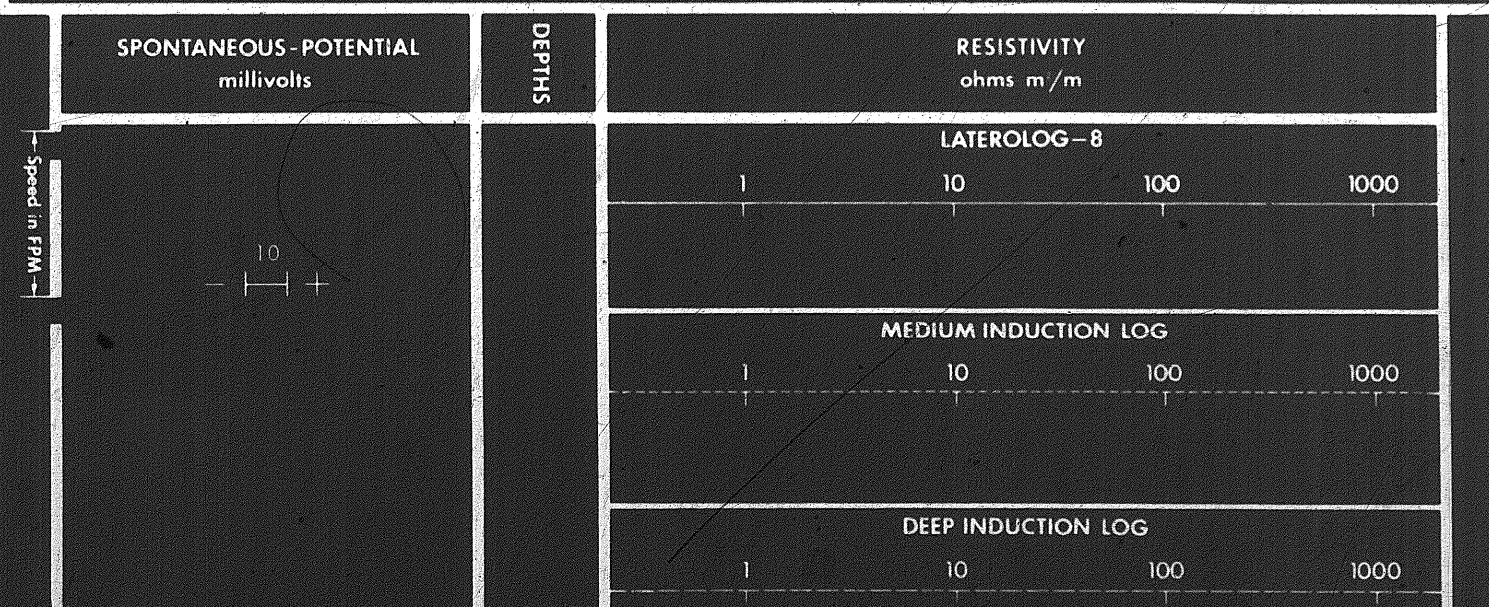 SPONTANEOUS-POTENTIAL
millivolts
DEPTHS
RESISTIVITY
ohms m²/m
Speed in FPM
- 10 +
LATEROLOG-8
1 10 100 1000
MEDIUM INDUCTION LOG
1 10 100 1000
DEEP INDUCTION LOG
1 10 100 1000